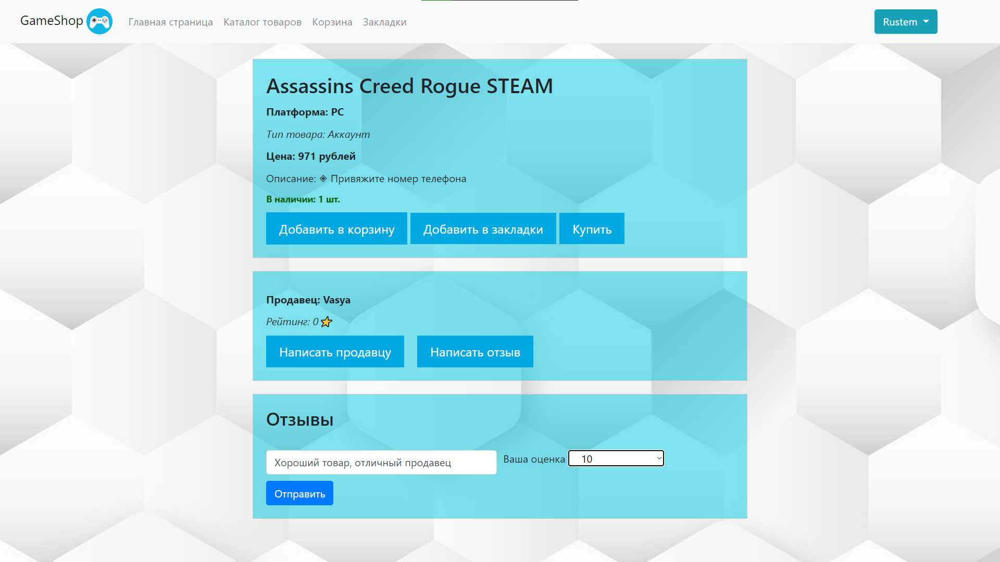 GameShop Главная страница Каталог товаров Корзина Закладки Rustem
Assassins Creed Rogue STEAM
Платформа: PC
Тип товара: Аккаунт
Цена: 971 рублей
Описание: ◈ Привяжите номер телефона
В наличии: 1 шт.
Добавить в корзину Добавить в закладки Купить
Продавец: Vasya
Рейтинг: 0 ⭐
Написать продавцу Написать отзыв
Отзывы
Хороший товар, отличный продавец Ваша оценка 10
Отправить